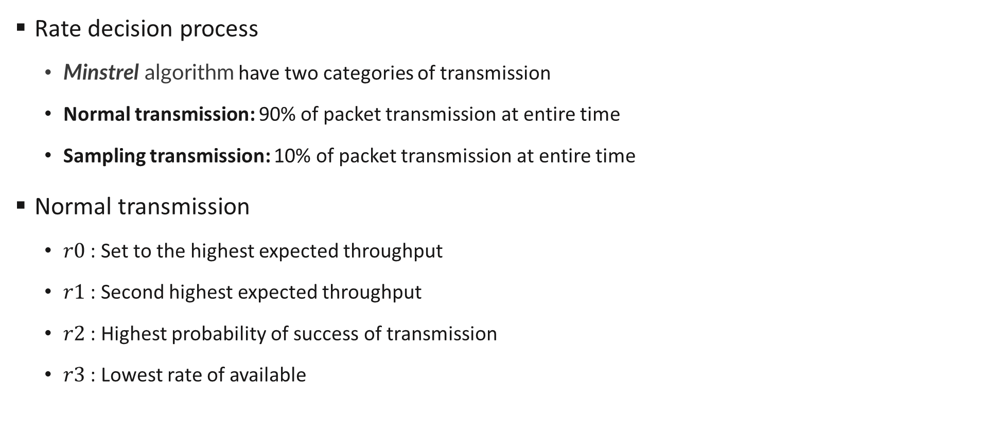 ▪ Rate decision process
• Minstrel algorithm have two categories of transmission
• Normal transmission: 90% of packet transmission at entire time
• Sampling transmission: 10% of packet transmission at entire time
▪ Normal transmission
• r0 : Set to the highest expected throughput
• r1 : Second highest expected throughput
• r2 : Highest probability of success of transmission
• r3 : Lowest rate of available